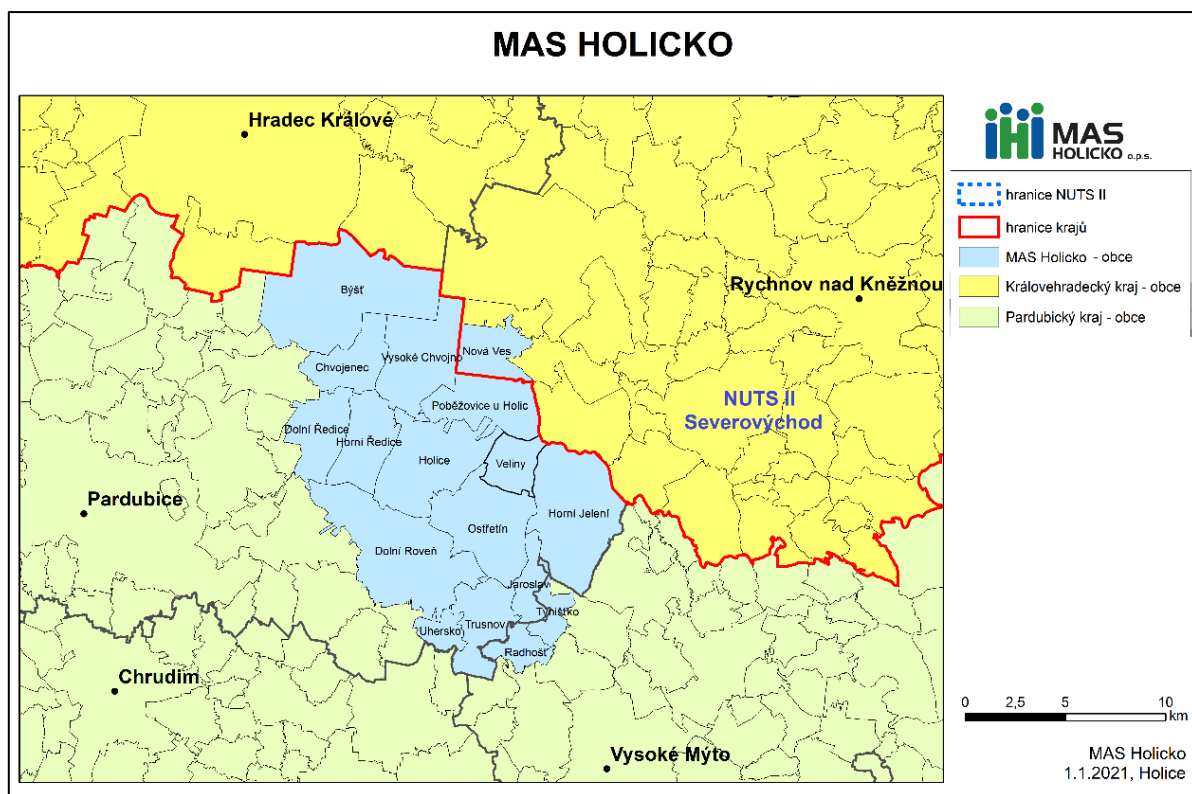 MAS HOLICKO
Hradec Králové
Rychnov nad Kněžnou
NUTS II
Severovýchod
Pardubice
Chrudim
Vysoké Mýto
Býšť
Vysoké Chvojno
Nová Ves
Chvojenec
Poběžovice u Holic
Dolní Ředice
Horní Ředice
Holice
Veliny
Horní Jelení
Ostřetín
Dolní Roveň
Jaroslav
Týništko
Uhersko
Trusnov
Radhošť
MAS
HOLICKO o.p.s.
hranice NUTS II
hranice krajů
MAS Holicko - obce
Královehradecký kraj - obce
Pardubický kraj - obce
0 2,5 5 10
km
MAS Holicko
1.1.2021, Holice